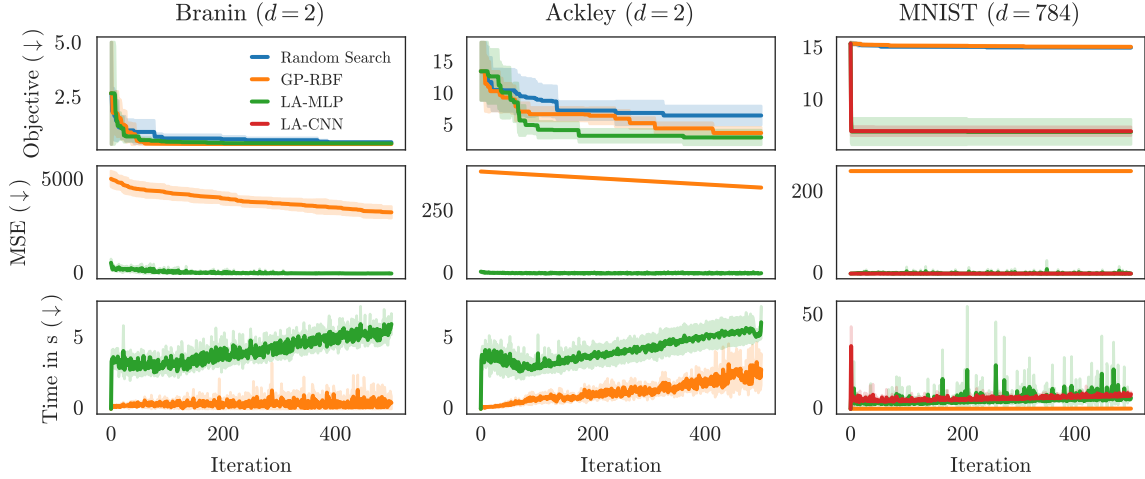 Branin (d = 2)
Ackley (d = 2)
MNIST (d = 784)
Objective (↓)
5.0
2.5
Random Search
GP-RBF
LA-MLP
LA-CNN
15
10
5
15
10
MSE (↓)
5000
0
250
0
200
0
Time in s (↓)
5
0
5
0
50
0
0
200
400
0
200
400
0
200
400
Iteration
Iteration
Iteration